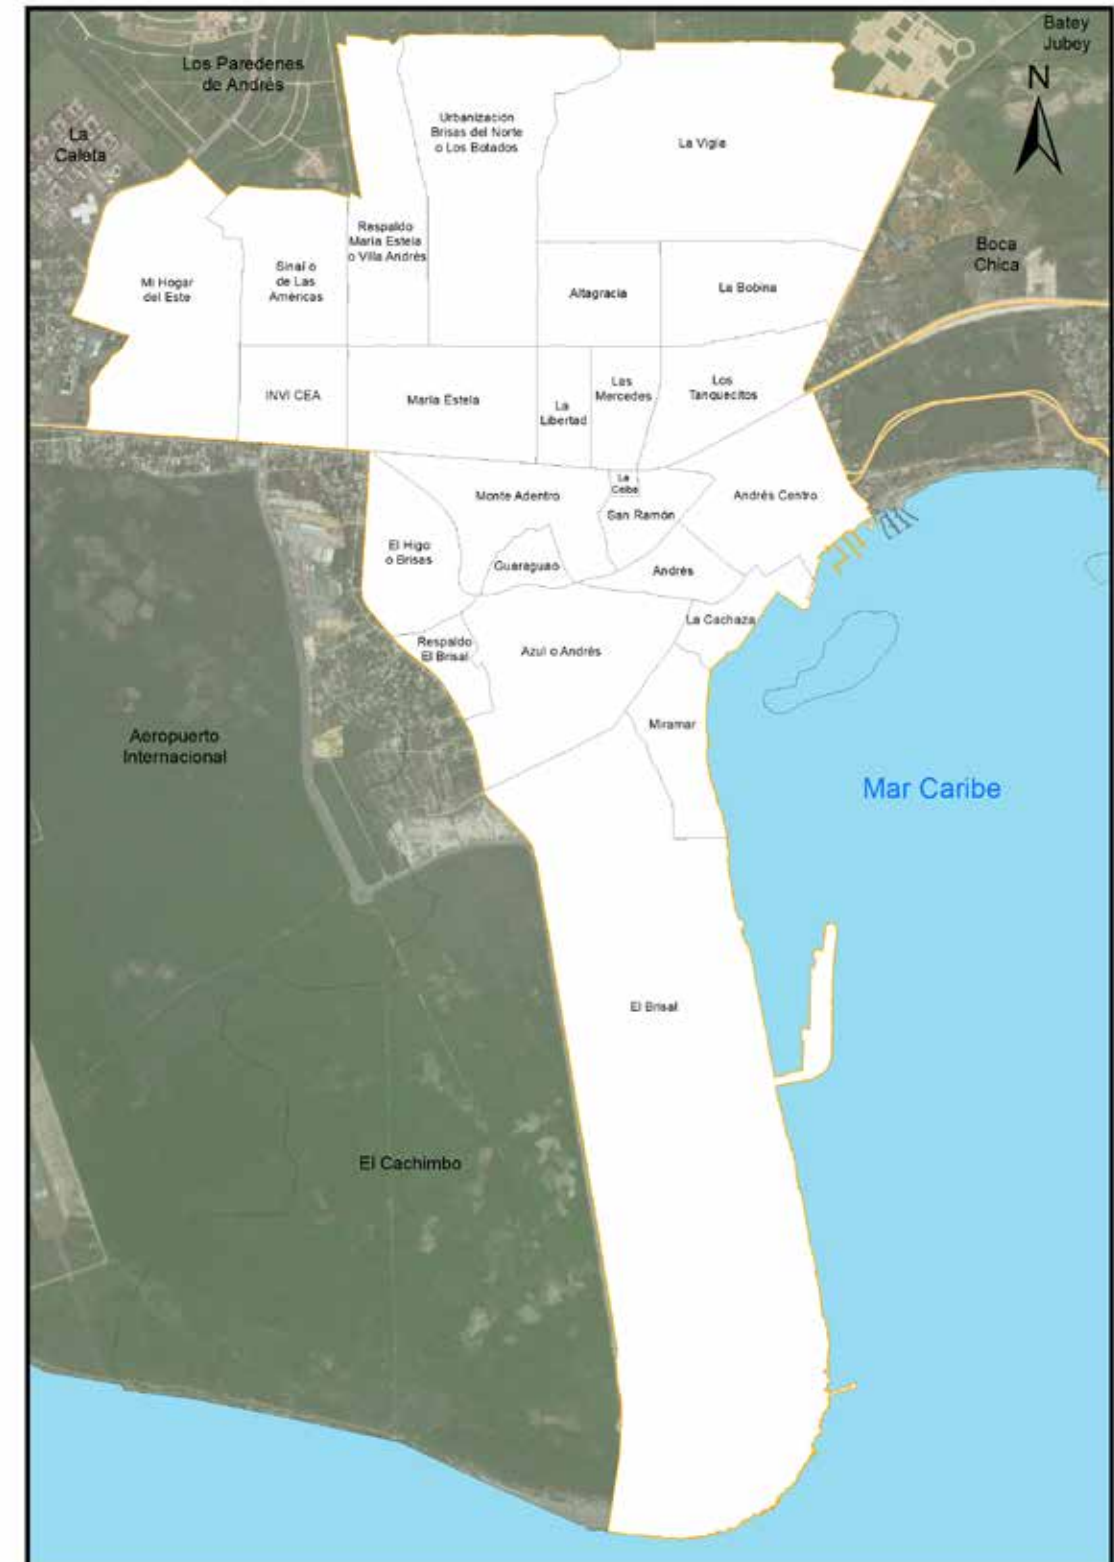 Batey
Jubey
N
Los Paredenes
de Andrés
La
Caleta
Urbanización
Brisas del Norte
o Los Botados
La Vigía
Respaldo
María Estela
o Villa Andrés
Boca
Chica
Sinaí o
de Las
Américas
Mi Hogar
del Este
Altagracia
La Bobina
INVI CEA
María Estela
La
Libertad
Las
Mercedes
Los
Tanquecitos
La
Ceiba
Monte Adentro
San Ramón
Andrés Centro
El Higo
o Brisas
Guaraguao
Andrés
La Cachaza
Respaldo
El Brisal
Azul o Andrés
Miramar
Aeropuerto
Internacional
Mar Caribe
El Brisal
El Cachimbo